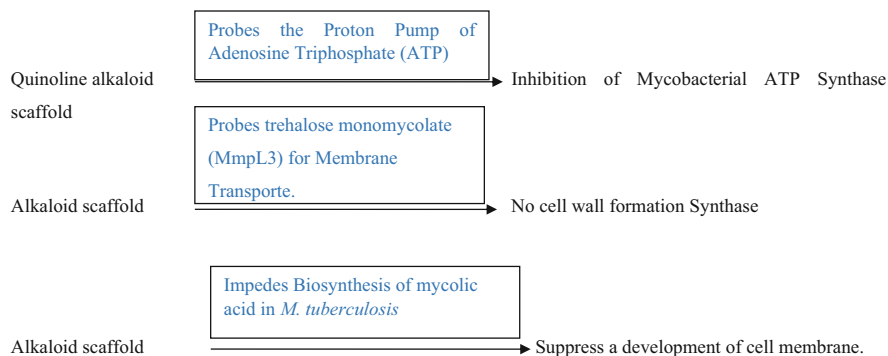 Probes the Proton Pump of
Adenosine Triphosphate (ATP)
Quinoline alkaloid
scaffold
Inhibition of Mycobacterial ATP Synthase
Probes trehalose monomycolate
(MmpL3) for Membrane
Transporte.
Alkaloid scaffold
No cell wall formation Synthase
Impedes Biosynthesis of mycolic
acid in M. tuberculosis
Alkaloid scaffold
Suppress a development of cell membrane.